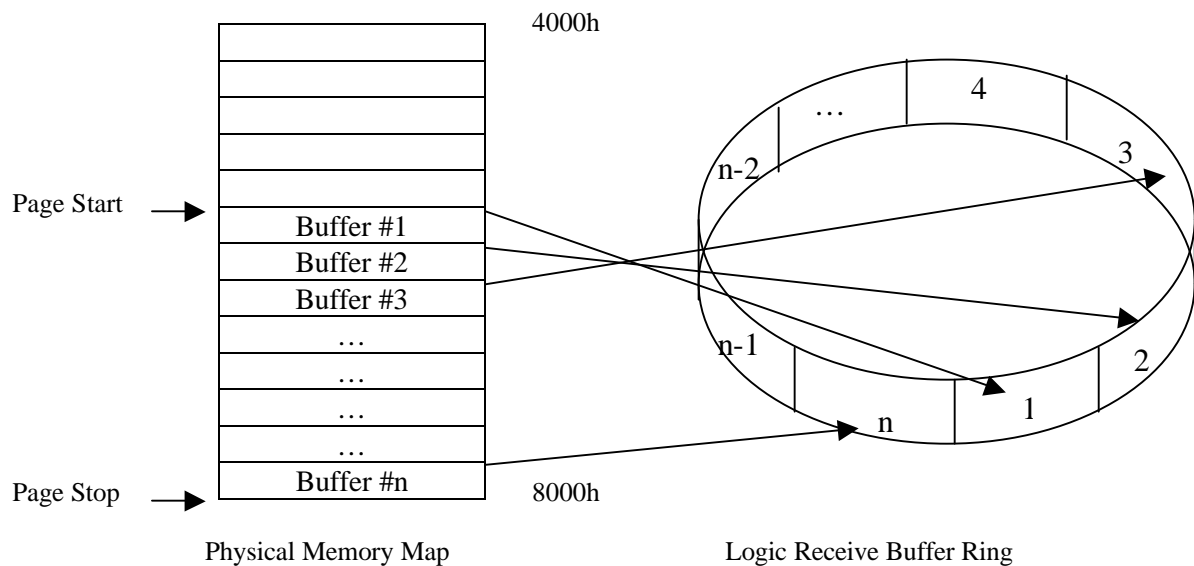 4000h
Page Start
Buffer #1
Buffer #2
Buffer #3
…
…
…
…
Buffer #n
Page Stop
8000h
Physical Memory Map
4
…
3
n-2
n-1
2
1
n
Logic Receive Buffer Ring